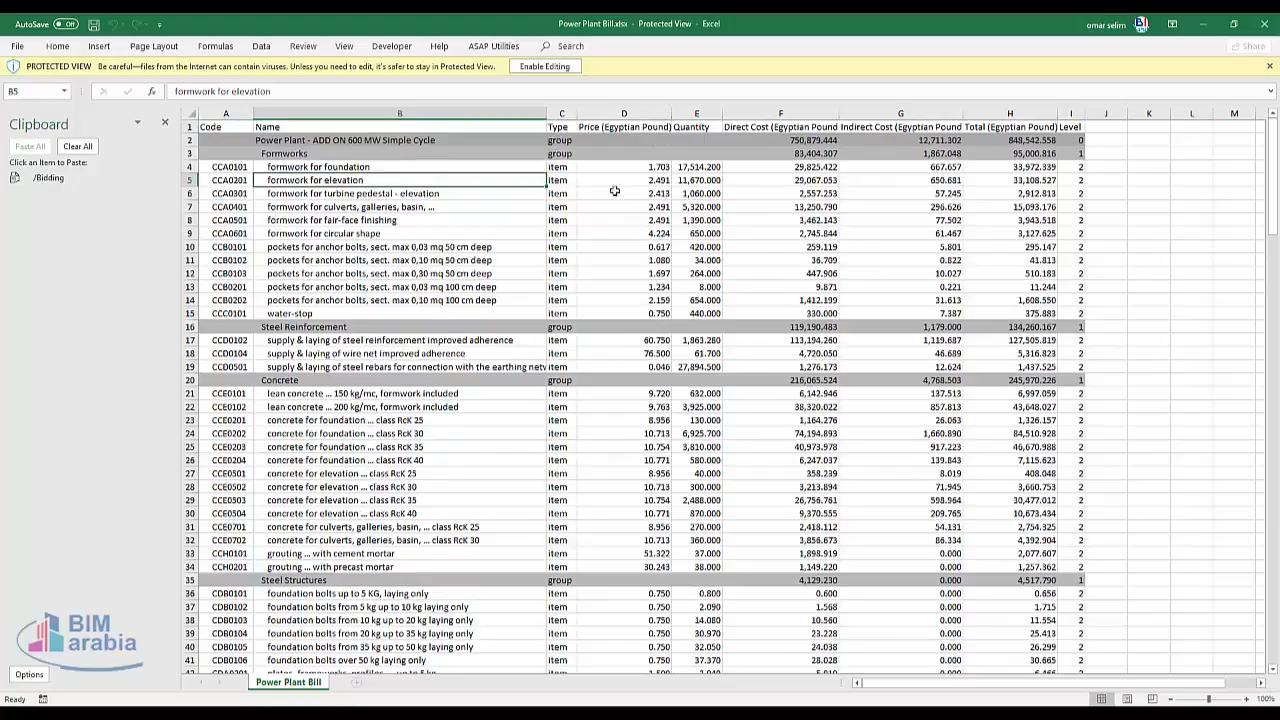 AutoSave Off Power Plant Bill.xlsx - Protected View - Excel omar selim
File Home Insert Page Layout Formulas Data Review View Developer Help ASAP Utilities Search Share
PROTECTED VIEW Be careful—files from the Internet can contain viruses. Unless you need to edit, it's safer to stay in Protected View. Enable Editing
B5 formwork for elevation
Clipboard
Paste All Clear All
Click an Item to Paste:
/Bidding
A B C D E F G H I J K L M
1 Code Name Type Price (Egyptian Pound) Quantity Direct Cost (Egyptian Pound Indirect Cost (Egyptian Pound Total (Egyptian Pound) Level
2 Power Plant - ADD ON 600 MW Simple Cycle group 750,879.444 12,711.302 848,542.558 0
3 Formworks group 83,404.307 1,867.048 95,000.816 1
4 CCA0101 formwork for foundation item 1.703 17,514.200 29,825.422 667.657 33,972.339 2
5 CCA0201 formwork for elevation item 2.491 11,670.000 29,067.053 650.681 33,108.527 2
6 CCA0301 formwork for turbine pedestal - elevation item 2.413 1,060.000 2,557.253 57.245 2,912.813 2
7 CCA0401 formwork for culverts, galleries, basin, ... item 2.491 5,320.000 13,250.790 296.626 15,093.176 2
8 CCA0501 formwork for fair-face finishing item 2.491 1,390.000 3,462.143 77.502 3,943.518 2
9 CCA0601 formwork for circular shape item 4.224 650.000 2,745.844 61.467 3,127.625 2
10 CCB0101 pockets for anchor bolts, sect. max 0,03 mq 50 cm deep item 0.617 420.000 259.119 5.801 295.147 2
11 CCB0102 pockets for anchor bolts, sect. max 0,10 mq 50 cm deep item 1.080 34.000 36.709 0.822 41.813 2
12 CCB0103 pockets for anchor bolts, sect. max 0,30 mq 50 cm deep item 1.697 264.000 447.906 10.027 510.183 2
13 CCB0201 pockets for anchor bolts, sect. max 0,03 mq 100 cm deep item 1.234 8.000 9.871 0.221 11.244 2
14 CCB0202 pockets for anchor bolts, sect. max 0,10 mq 100 cm deep item 2.159 654.000 1,412.199 31.613 1,608.550 2
15 CCC0101 water-stop item 0.750 440.000 330.000 7.387 375.883 2
16 Steel Reinforcement group 119,190.483 1,179.000 134,260.167 1
17 CCD0102 supply & laying of steel reinforcement improved adherence item 60.750 1,863.280 113,194.260 1,119.687 127,505.819 2
18 CCD0104 supply & laying of wire net improved adherence item 76.500 61.700 4,720.050 46.689 5,316.823 2
19 CCD0501 supply & laying of steel rebars for connection with the earthing netw item 0.046 27,894.500 1,276.173 12.624 1,437.525 2
20 Concrete group 216,065.524 4,768.503 245,970.226 1
21 CCE0101 lean concrete ... 150 kg/mc, formwork included item 9.720 632.000 6,142.946 137.513 6,997.059 2
22 CCE0102 lean concrete ... 200 kg/mc, formwork included item 9.763 3,925.000 38,320.022 857.813 43,648.027 2
23 CCE0201 concrete for foundation ... class RcK 25 item 8.956 130.000 1,164.276 26.063 1,326.157 2
24 CCE0202 concrete for foundation ... class RcK 30 item 10.713 6,925.700 74,194.893 1,660.890 84,510.928 2
25 CCE0203 concrete for foundation ... class RcK 35 item 10.754 3,810.000 40,973.978 917.223 46,670.988 2
26 CCE0204 concrete for foundation ... class RcK 40 item 10.771 580.000 6,247.037 139.843 7,115.623 2
27 CCE0501 concrete for elevation ... class RcK 25 item 8.956 40.000 358.239 8.019 408.048 2
28 CCE0502 concrete for elevation ... class RcK 30 item 10.713 300.000 3,213.894 71.945 3,660.753 2
29 CCE0503 concrete for elevation ... class RcK 35 item 10.754 2,488.000 26,756.761 598.964 30,477.012 2
30 CCE0504 concrete for elevation ... class RcK 40 item 10.771 870.000 9,370.555 209.765 10,673.434 2
31 CCE0701 concrete for culverts, galleries, basin, ... class RcK 25 item 8.956 270.000 2,418.112 54.131 2,754.325 2
32 CCE0702 concrete for culverts, galleries, basin, ... class RcK 30 item 10.713 360.000 3,856.673 86.334 4,392.904 2
33 CCH0101 grouting ... with cement mortar item 51.322 37.000 1,898.919 0.000 2,077.607 2
34 CCH0201 grouting ... with precast mortar item 30.243 38.000 1,149.220 0.000 1,257.362 2
35 Steel Structures group 4,129.230 0.000 4,517.790 1
36 CDB0101 foundation bolts up to 5 KG, laying only item 0.750 0.800 0.600 0.000 0.656 2
37 CDB0102 foundation bolts from 5 kg up to 10 kg laying only item 0.750 2.090 1.568 0.000 1.715 2
38 CDB0103 foundation bolts from 10 kg up to 20 kg laying only item 0.750 14.080 10.560 0.000 11.554 2
39 CDB0104 foundation bolts from 20 kg up to 35 kg laying only item 0.750 30.970 23.228 0.000 25.413 2
40 CDB0105 foundation bolts from 35 kg up to 50 kg laying only item 0.750 32.050 24.038 0.000 26.299 2
41 CDB0106 foundation bolts over 50 kg laying only item 0.750 37.370 28.028 0.000 30.665 2
BIM
arabia
Options
Power Plant Bill
Ready 100%